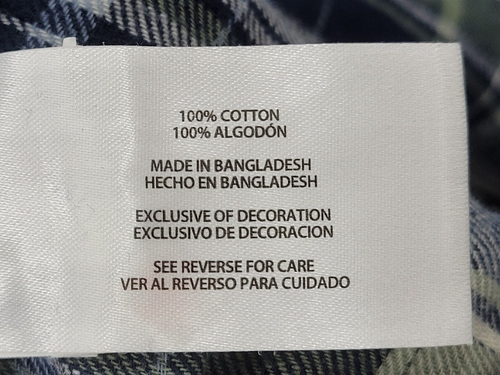 100% COTTON
100% ALGODÓN
MADE IN BANGLADESH
HECHO EN BANGLADESH
EXCLUSIVE OF DECORATION
EXCLUSIVO DE DECORACION
SEE REVERSE FOR CARE
VER AL REVERSO PARA CUIDADO